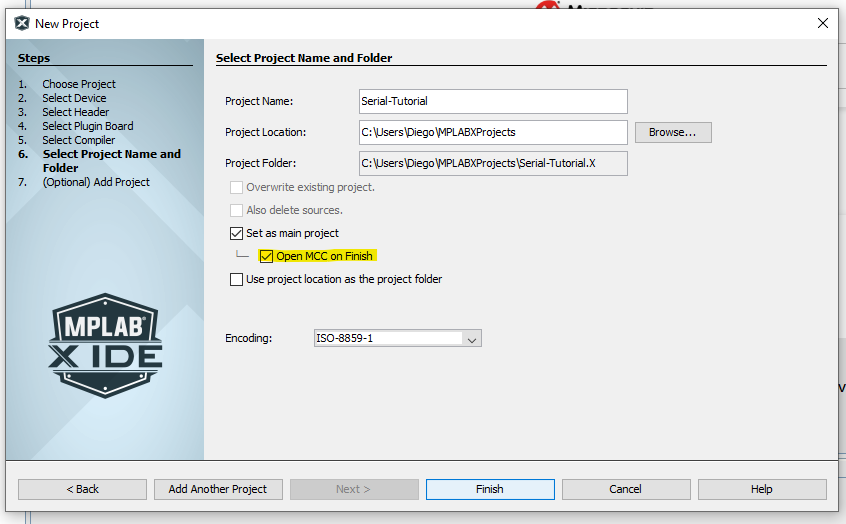 New Project
Steps
1. Choose Project
2. Select Device
3. Select Header
4. Select Plugin Board
5. Select Compiler
6. Select Project Name and
Folder
7. (Optional) Add Project
MPLAB®
X IDE
Select Project Name and Folder
Project Name: Serial-Tutorial
Project Location: C:\Users\Diego\MPLABXProjects Browse...
Project Folder: C:\Users\Diego\MPLABXProjects\Serial-Tutorial.X
Overwrite existing project.
Also delete sources.
Set as main project
Open MCC on Finish
Use project location as the project folder
Encoding: ISO-8859-1
< Back Add Another Project Next > Finish Cancel Help